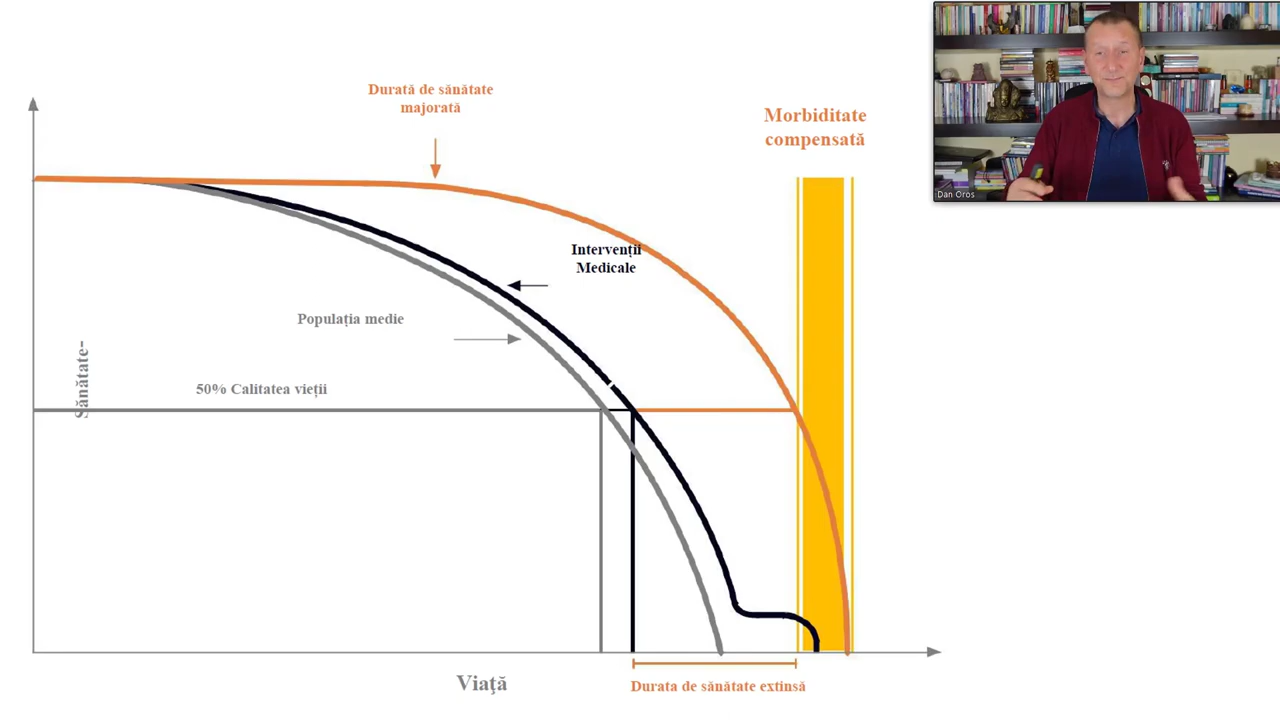 Durată de sănătate
majorată
Morbiditate
compensată
Dan Oros
Intervenții
Medicale
Populația medie
Sănătate-
50% Calitatea vieții
Viaţă
Durata de sănătate extinsă